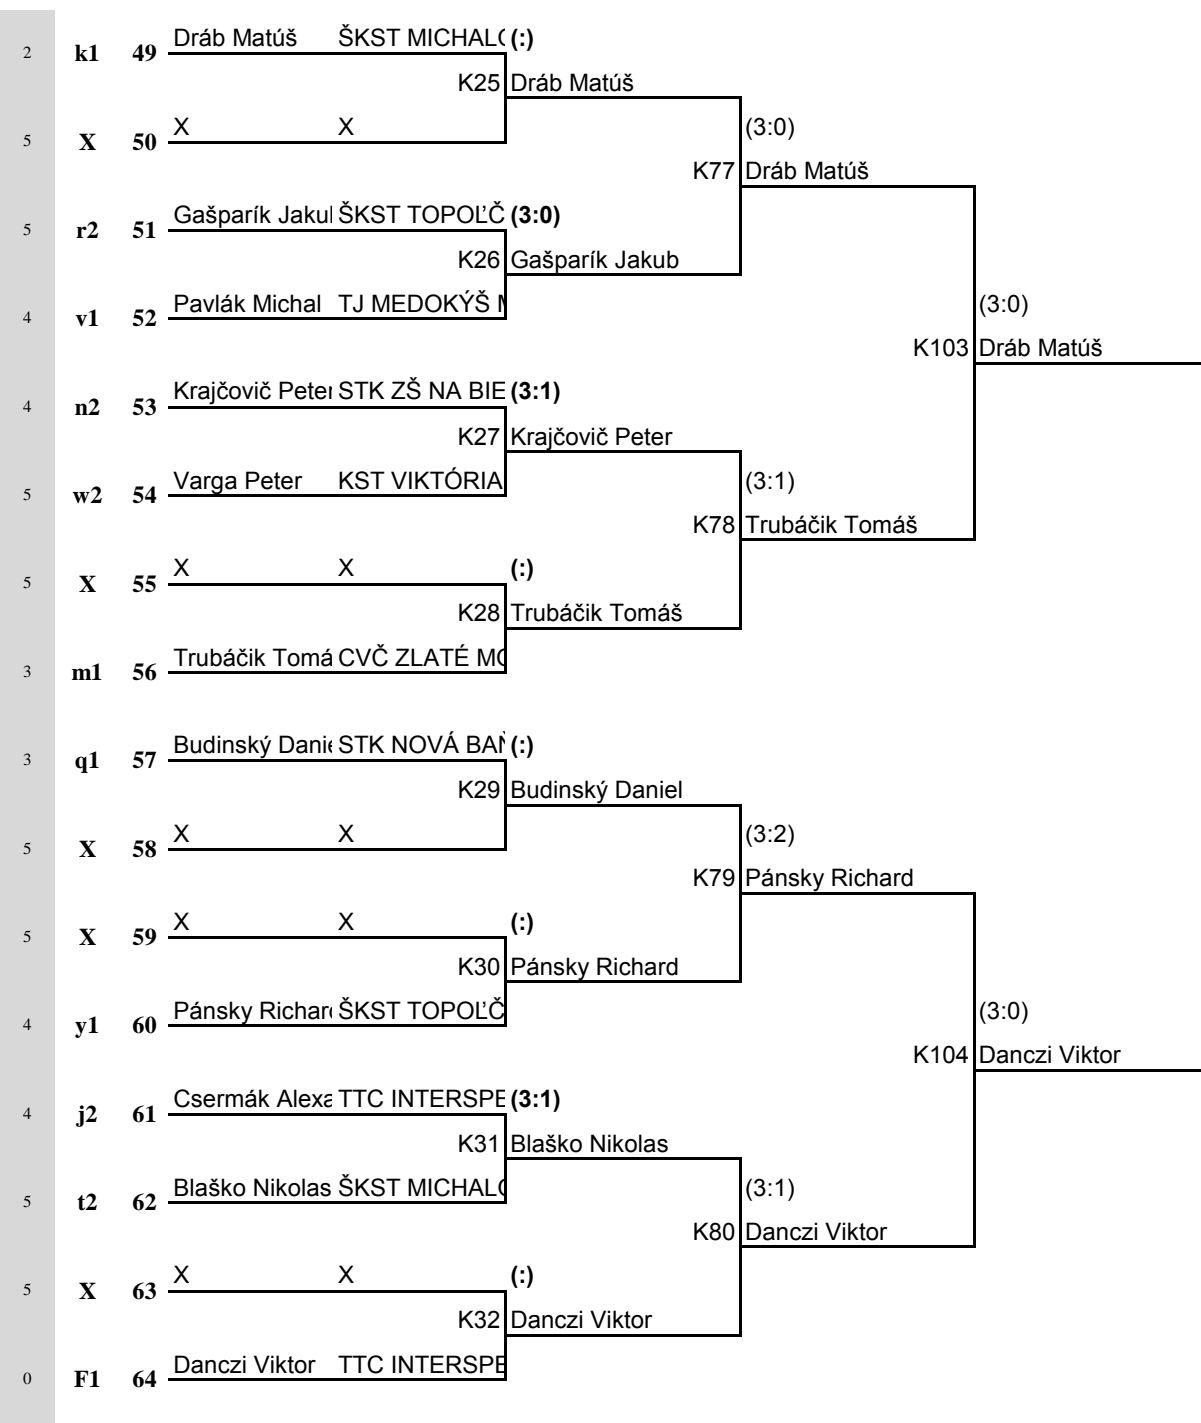 2 k1 49 Dráb Matúš ŠKST MICHALO (:)
K25 Dráb Matúš
5 X 50 X X (3:0)
K77 Dráb Matúš
5 r2 51 Gašparík Jakub ŠKST TOPOĽČ (3:0)
K26 Gašparík Jakub
4 v1 52 Pavlák Michal TJ MEDOKÝŠ M (3:0)
K103 Dráb Matúš
4 n2 53 Krajčovič Peter STK ZŠ NA BIE (3:1)
K27 Krajčovič Peter
5 w2 54 Varga Peter KST VIKTÓRIA (3:1)
K78 Trubáčik Tomáš
5 X 55 X X (:)
K28 Trubáčik Tomáš
3 m1 56 Trubáčik Tomá CVČ ZLATÉ MO
3 q1 57 Budinský Danie STK NOVÁ BAŇ (:)
K29 Budinský Daniel
5 X 58 X X (3:2)
K79 Pánsky Richard
5 X 59 X X (:)
K30 Pánsky Richard
4 y1 60 Pánsky Richard ŠKST TOPOĽČ (3:0)
K104 Danczi Viktor
4 j2 61 Csermák Alexa TTC INTERSPE (3:1)
K31 Blaško Nikolas
5 t2 62 Blaško Nikolas ŠKST MICHALO (3:1)
K80 Danczi Viktor
5 X 63 X X (:)
K32 Danczi Viktor
0 F1 64 Danczi Viktor TTC INTERSPE